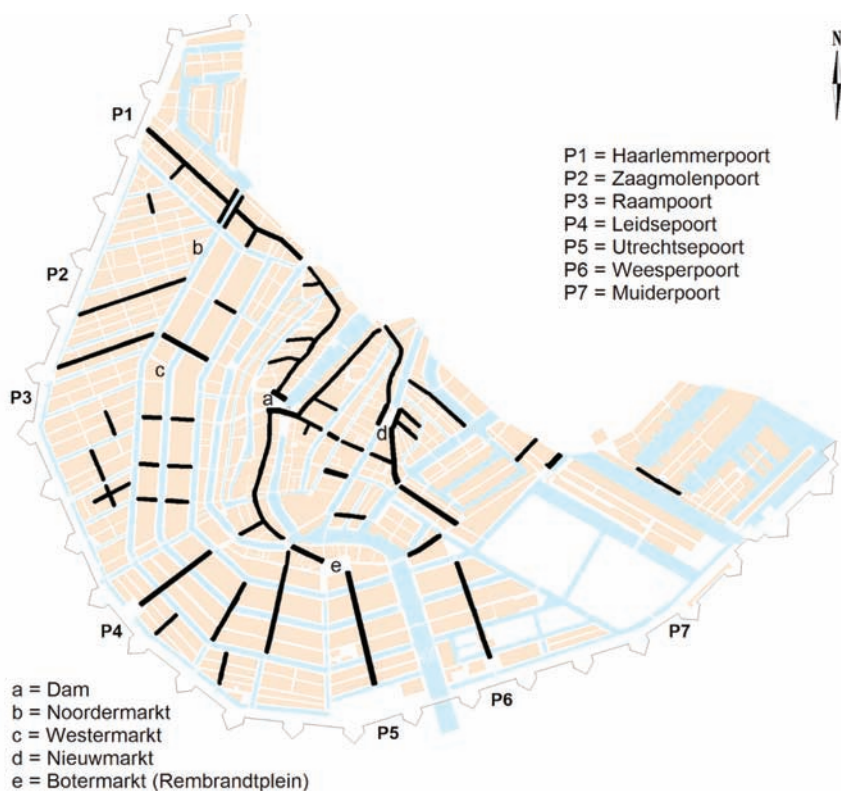 N
P1
P1 = Haarlemmerpoort
P2 = Zaagmolenpoort
P3 = Raampoort
P4 = Leidsepoort
P5 = Utrechtsepoort
P6 = Weesperpoort
P7 = Muiderpoort
b
P2
c
P3
a
d
e
P4
P7
P6
P5
a = Dam
b = Noordermarkt
c = Westermarkt
d = Nieuwmarkt
e = Botermarkt (Rembrandtplein)